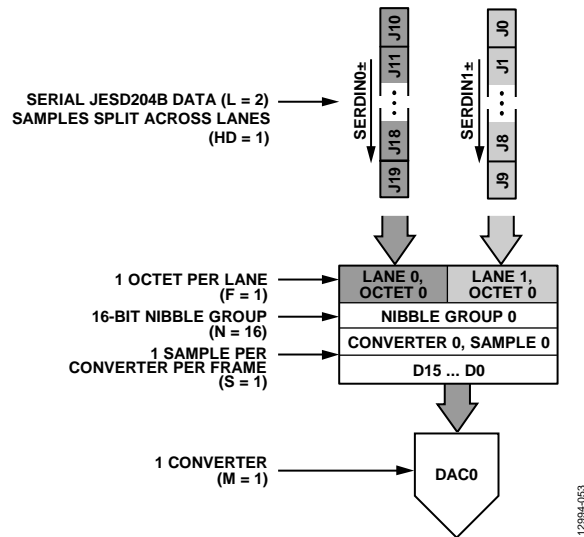 J10
J11
J18
J19
SERDIN0±
J0
J1
J8
J9
SERDIN1±
SERIAL JESD204B DATA (L = 2)
SAMPLES SPLIT ACROSS LANES
(HD = 1)
1 OCTET PER LANE
(F = 1)
LANE 0,
OCTET 0
LANE 1,
OCTET 0
16-BIT NIBBLE GROUP
(N = 16)
NIBBLE GROUP 0
1 SAMPLE PER
CONVERTER PER FRAME
(S = 1)
CONVERTER 0, SAMPLE 0
D15 ... D0
1 CONVERTER
(M = 1)
DAC0
12994-053